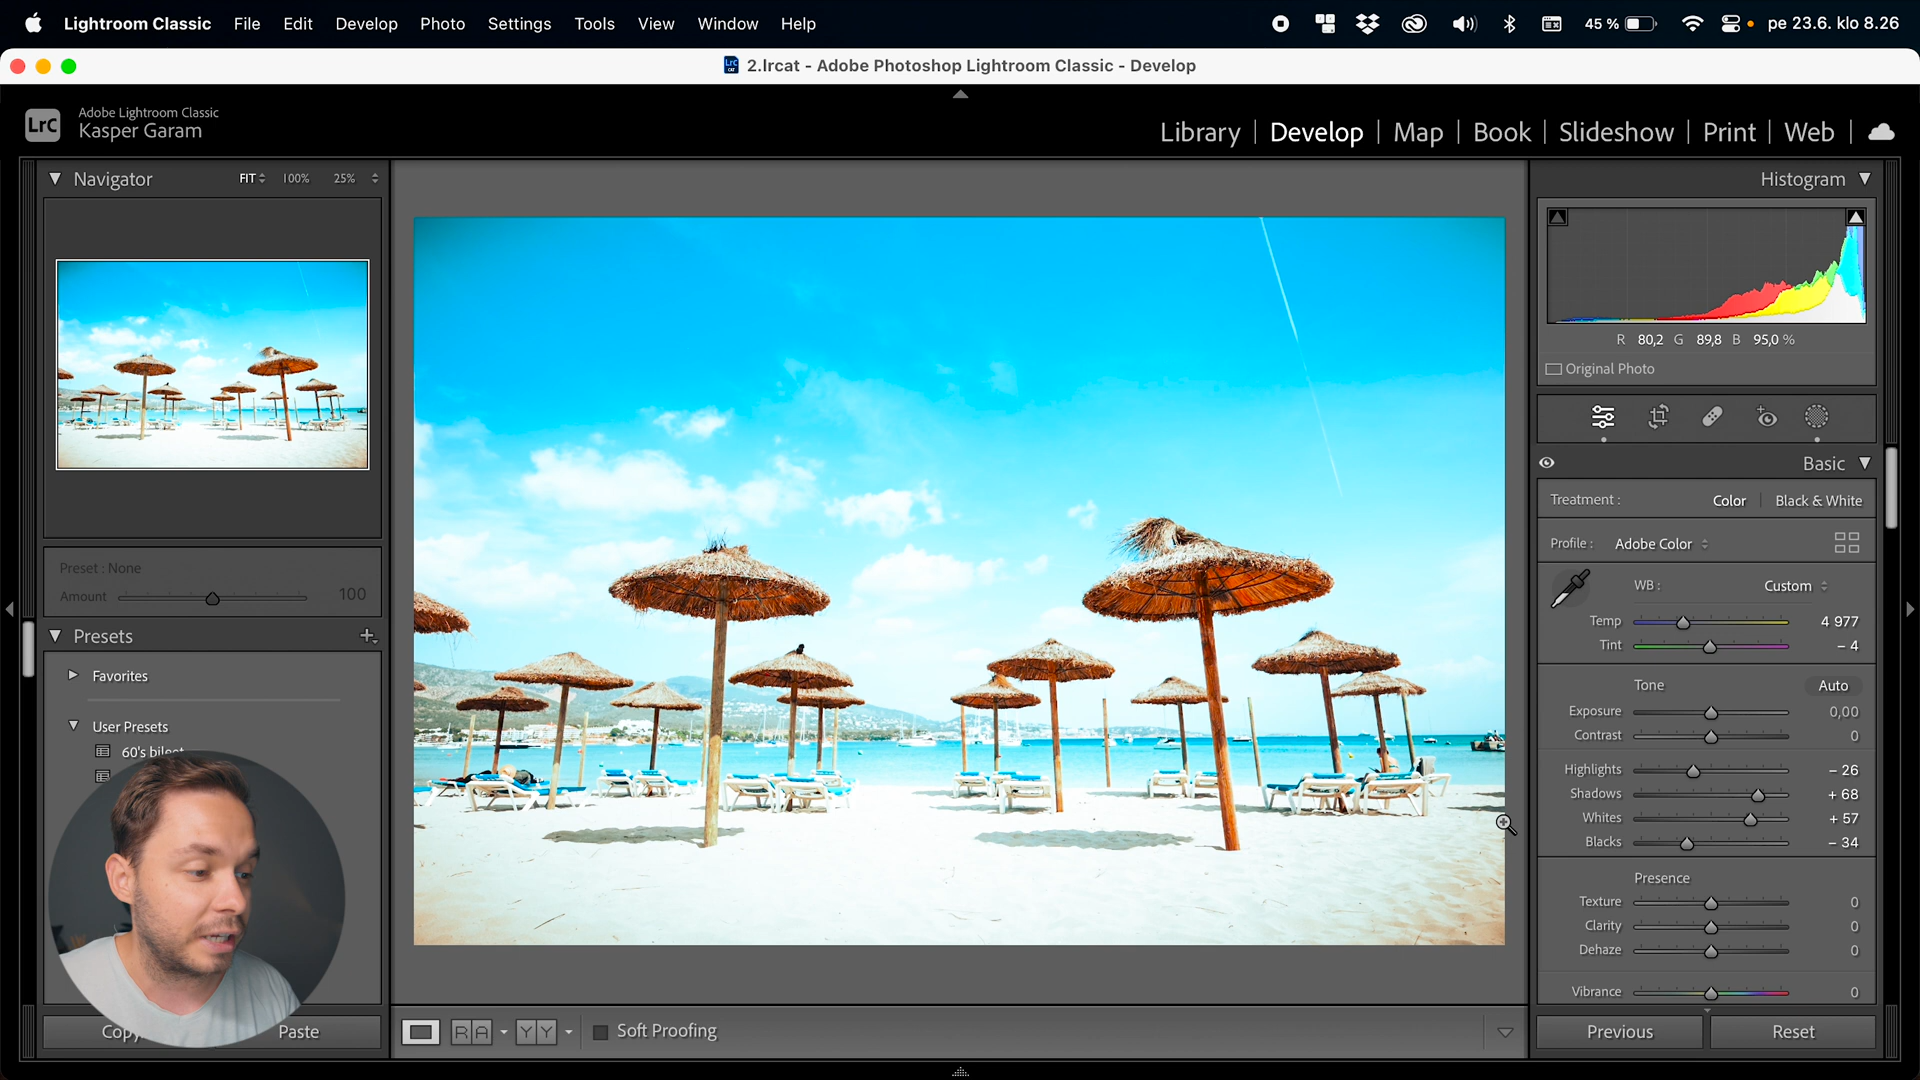 Lightroom Classic File Edit Develop Photo Settings Tools View Window Help 45 % pe 23.6. klo 8.26
2.lrcat - Adobe Photoshop Lightroom Classic - Develop
LrC
Adobe Lightroom Classic
Kasper Garam
Library | Develop | Map | Book | Slideshow | Print | Web
Navigator FIT 100% 25%
Histogram
R 80,2 G 89,8 B 95,0 %
Original Photo
Basic
Treatment : Color Black & White
Profile : Adobe Color
WB : Custom
Temp 4 977
Tint – 4
Tone Auto
Exposure 0,00
Contrast 0
Highlights – 26
Shadows + 68
Whites + 57
Blacks – 34
Presence
Texture 0
Clarity 0
Dehaze 0
Vibrance 0
Previous Reset
Preset : None
Amount 100
Presets
Favorites
User Presets
60's
Paste
R A Y Y Soft Proofing